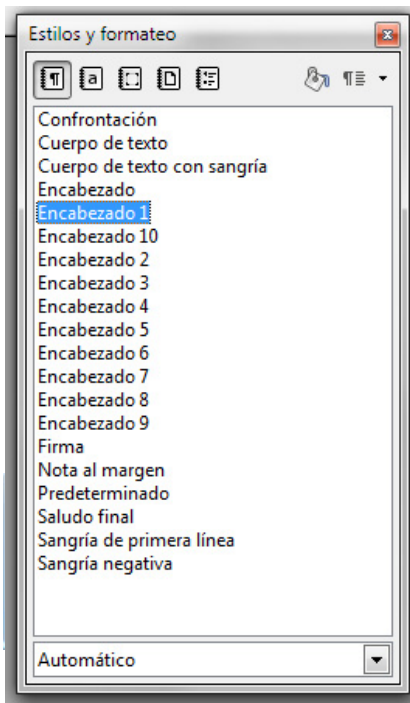 Estilos y formateo
Confrontación
Cuerpo de texto
Cuerpo de texto con sangría
Encabezado
Encabezado 1
Encabezado 10
Encabezado 2
Encabezado 3
Encabezado 4
Encabezado 5
Encabezado 6
Encabezado 7
Encabezado 8
Encabezado 9
Firma
Nota al margen
Predeterminado
Saludo final
Sangría de primera línea
Sangría negativa
Automático